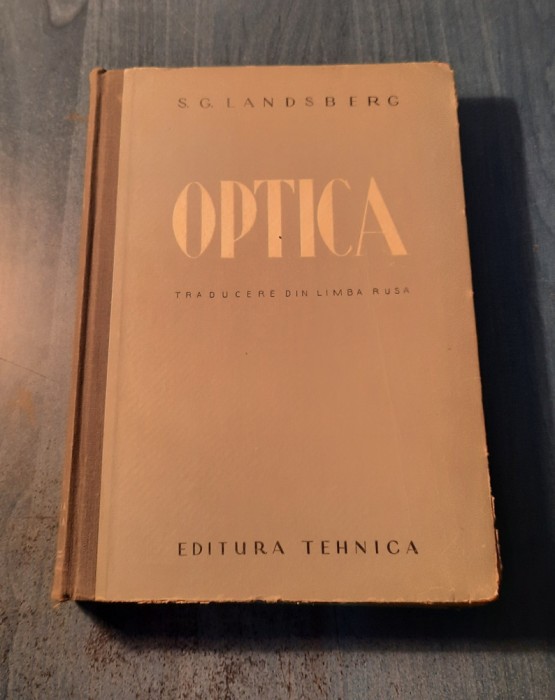 S. G. LANDSBERG
OPTICA
TRADUCERE DIN LIMBA RUSA
EDITURA TEHNICA